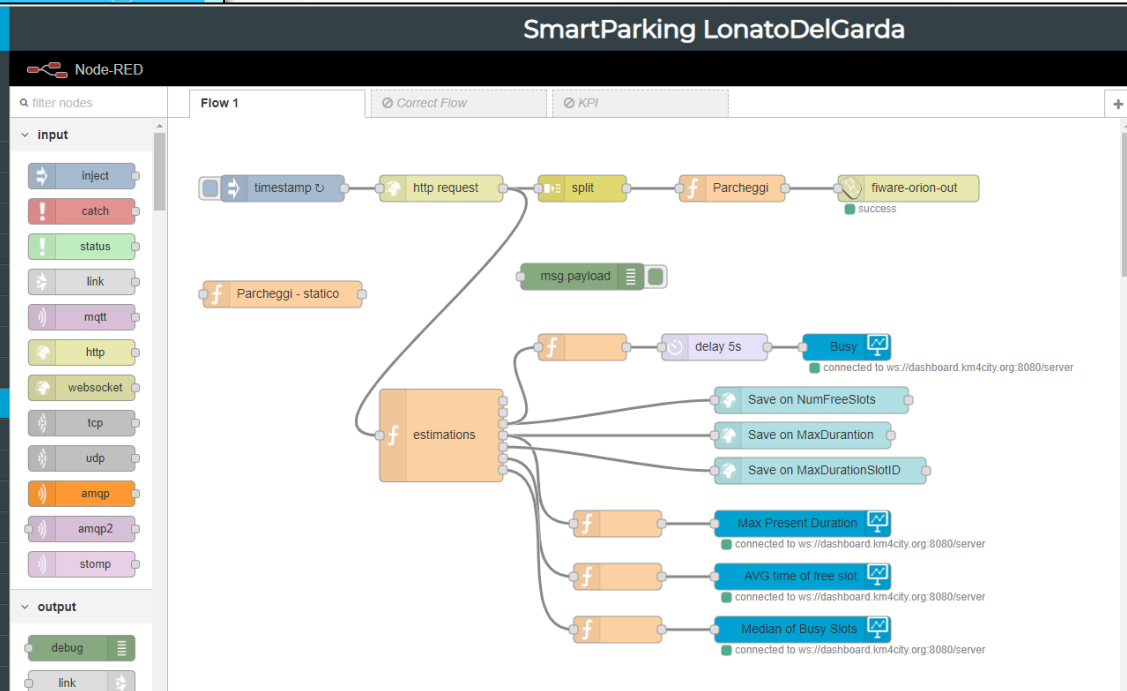 SmartParking LonatoDelGarda
Node-RED
filter nodes
Flow 1
Correct Flow
KPI
+
input
inject
catch
status
link
mqtt
http
websocket
tcp
udp
amqp
amqp2
stomp
output
debug
link
timestamp ↻
http request
split
Parcheggi
fiware-orion-out
success
msg.payload
Parcheggi - statico
delay 5s
Busy
connected to ws://dashboard.km4city.org:8080/server
estimations
Save on NumFreeSlots
Save on MaxDurantion
Save on MaxDurationSlotID
Max Present Duration
connected to ws://dashboard.km4city.org:8080/server
AVG time of free slot
connected to ws://dashboard.km4city.org:8080/server
Median of Busy Slots
connected to ws://dashboard.km4city.org:8080/server